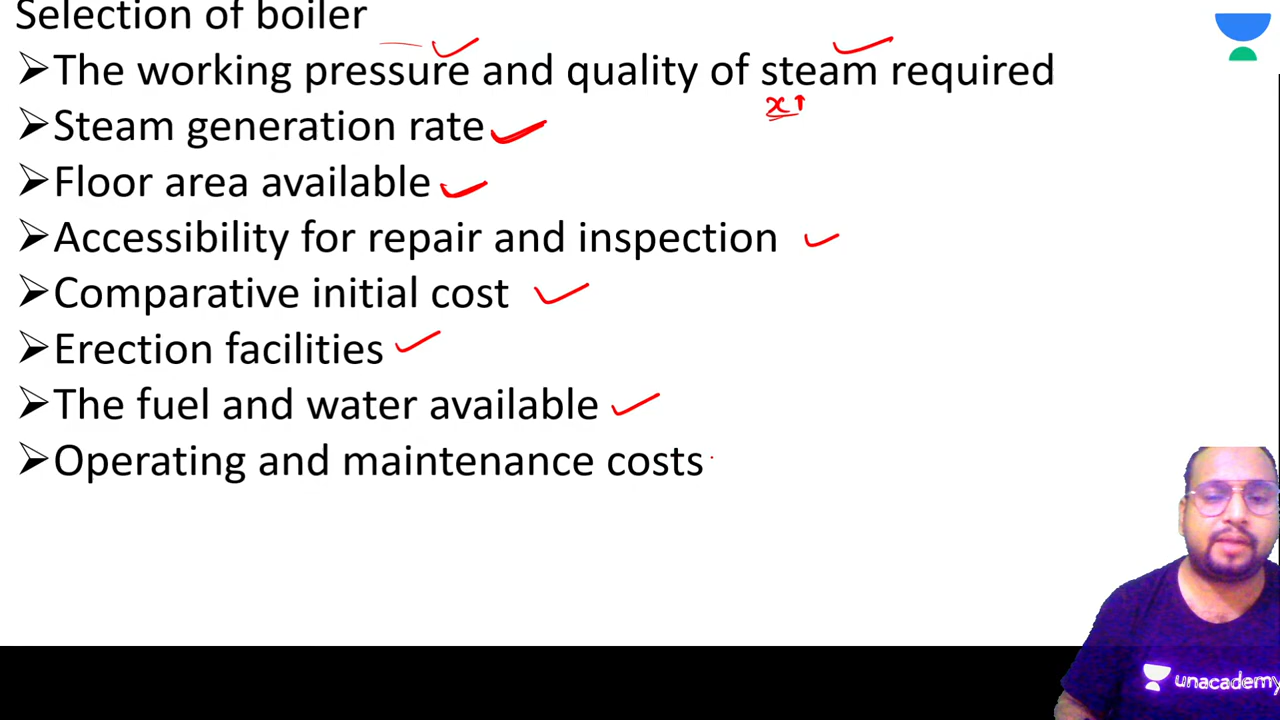 Selection of boiler
➢The working pressure and quality of steam required
x↑
➢Steam generation rate
➢Floor area available
➢Accessibility for repair and inspection
➢Comparative initial cost
➢Erection facilities
➢The fuel and water available
➢Operating and maintenance costs
unacademy